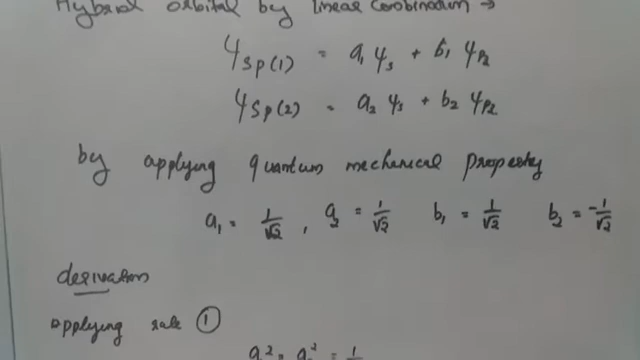 Hybrid orbital by linear combination →
ψsp(1) = a₁ ψs + b₁ ψPz
ψsp(2) = a₂ ψs + b₂ ψPz
by applying quantum mechanical property
a₁ = 1/√2 , a₂ = 1/√2 b₁ = 1/√2 b₂ = -1/√2
derivation
Applying rule ①